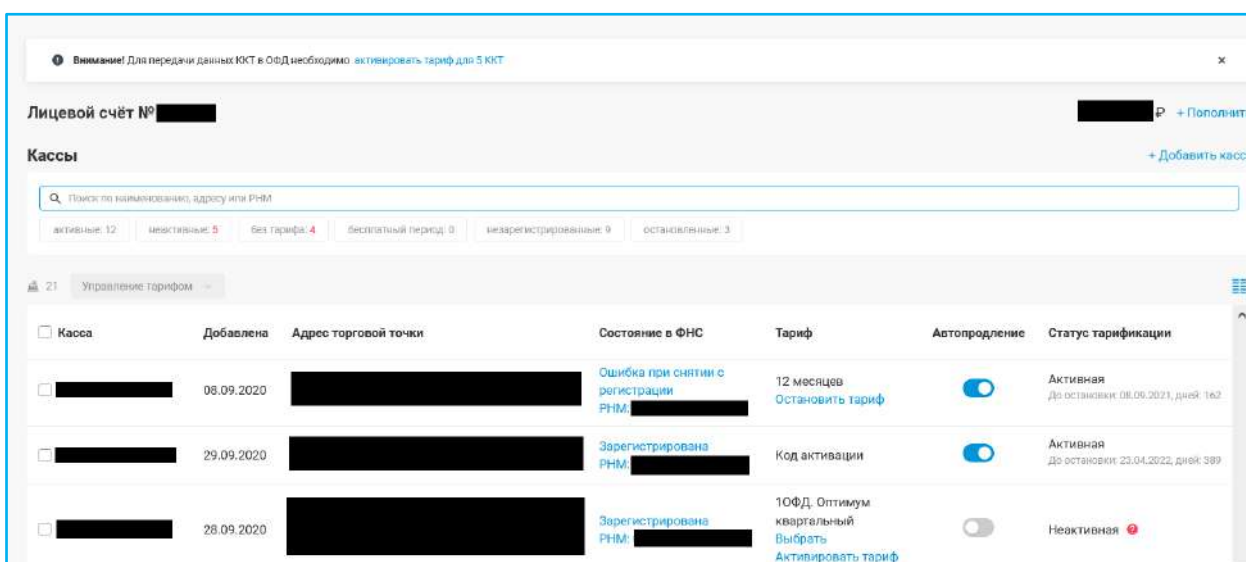 Внимание! Для передачи данных ККТ в ОФД необходимо активировать тариф для 5 ККТ
Лицевой счёт №
₽ + Пополнит
Кассы
+ Добавить касс
Поиск по наименованию, адресу или РНМ
активные: 12 неактивные: 5 без тарифа: 4 бесплатный период: 0 незарегистрированные: 9 остановленные: 3
21 Управление тарифом
Касса Добавлена Адрес торговой точки Состояние в ФНС Тариф Автопродление Статус тарификации
08.09.2020
Ошибка при снятии с
регистрации
РНМ:
12 месяцев
Остановить тариф
Активная
До остановки: 08.09.2021, дней: 162
29.09.2020
Зарегистрирована
РНМ:
Код активации
Активная
До остановки: 23.04.2022, дней: 389
28.09.2020
Зарегистрирована
РНМ:
1ОФД. Оптимум
квартальный
Выбрать
Активировать тариф
Неактивная